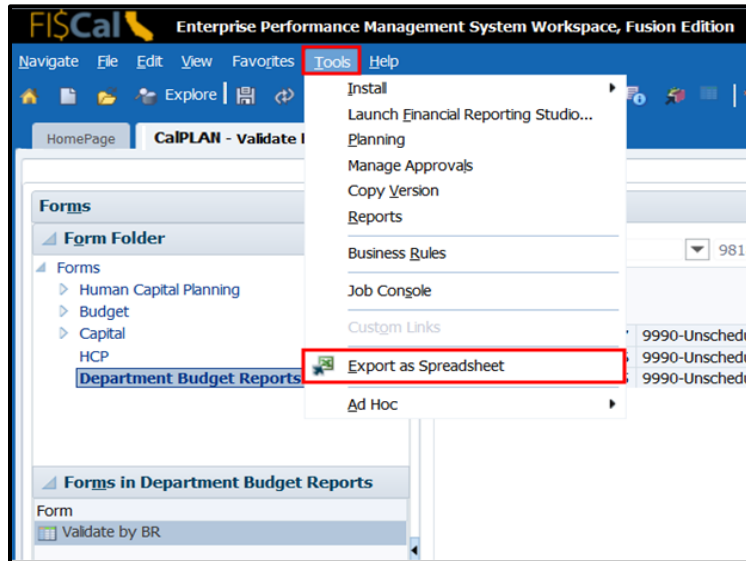 FI$Cal Enterprise Performance Management System Workspace, Fusion Edition
Navigate File Edit View Favorites Tools Help
Explore
HomePage CalPLAN - Validate
Install
Launch Financial Reporting Studio...
Planning
Manage Approvals
Copy Version
Reports
Business Rules
Job Console
Custom Links
Export as Spreadsheet
Ad Hoc
Forms
Form Folder
Forms
Human Capital Planning
Budget
Capital
HCP
Department Budget Reports
981
9990-Unschedu
9990-Unschedu
9990-Unschedu
Forms in Department Budget Reports
Form
Validate by BR